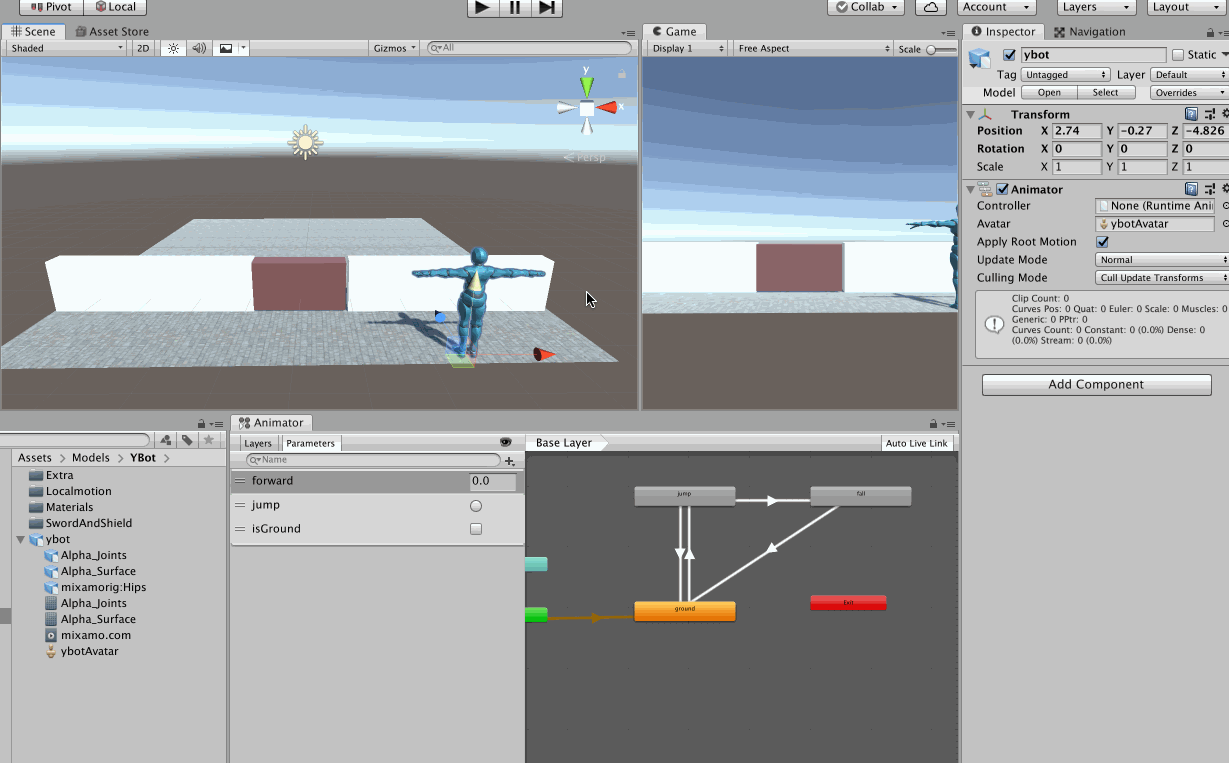 Pivot Local
Collab Account Layers Layout
Scene Asset Store
Shaded 2D Gizmos All
y
x
Persp
Game
Display 1 Free Aspect Scale
Inspector Navigation
ybot Static
Tag Untagged Layer Default
Model Open Select Overrides
Transform
Position X 2.74 Y -0.27 Z -4.826
Rotation X 0 Y 0 Z 0
Scale X 1 Y 1 Z 1
Animator
Controller None (Runtime Ani
Avatar ybotAvatar
Apply Root Motion
Update Mode Normal
Culling Mode Cull Update Transforms
Clip Count: 0
Curves Pos: 0 Quat: 0 Euler: 0 Scale: 0 Muscles: 0
Generic: 0 PPtr: 0
Curves Count: 0 Constant: 0 (0.0%) Dense: 0
(0.0%) Stream: 0 (0.0%)
Add Component
Assets Models YBot
Extra
Localmotion
Materials
SwordAndShield
ybot
Alpha_Joints
Alpha_Surface
mixamorig:Hips
Alpha_Joints
Alpha_Surface
mixamo.com
ybotAvatar
Animator
Layers Parameters
Name
forward 0.0
jump
isGround
Base Layer Auto Live Link
jump fall
ground Exit